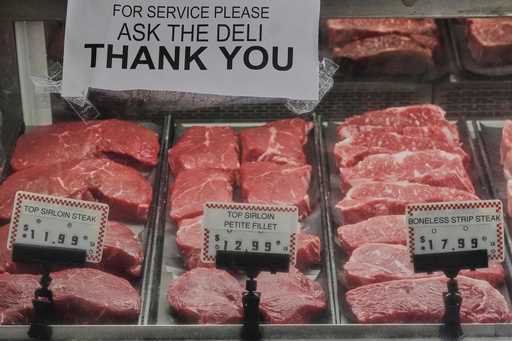 FOR SERVICE PLEASE
ASK THE DELI
THANK YOU
TOP SIRLOIN STEAK
$11.99
TOP SIRLOIN
PETITE FILLET
$12.99
BONELESS STRIP STEAK
$17.99